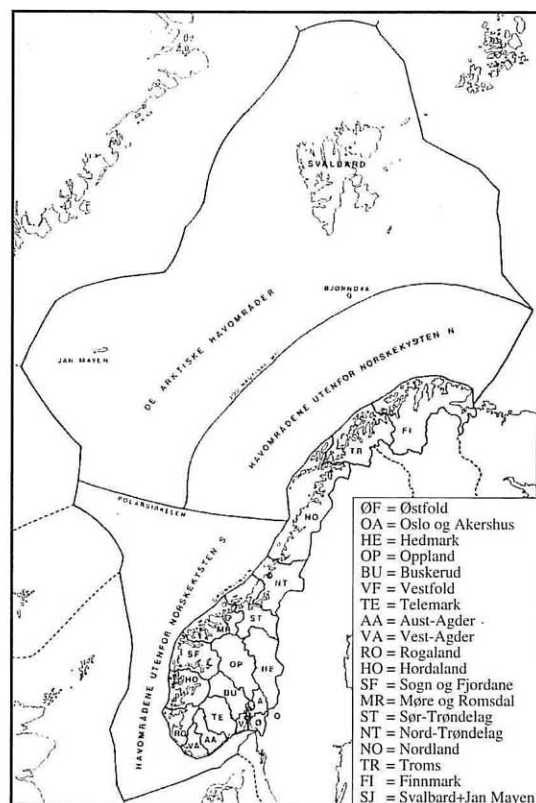 SVALBARD
BJØRNØYA
JAN MAYEN
DE ARKTISKE HAVOMRÅDER
HAVOMRÅDENE UTENFOR NORSKEKYSTEN N
POLARSIRKELEN
HAVOMRÅDENE UTENFOR NORSKEKYSTEN S
FI
TR
HO
NT
ST
MR
SF
OP
HE
HO
BU
TE
RO
VA
AA
V
A
O
Ø
ØF = Østfold
OA = Oslo og Akershus
HE = Hedmark
OP = Oppland
BU = Buskerud
VF = Vestfold
TE = Telemark
AA = Aust-Agder
VA = Vest-Agder
RO = Rogaland
HO = Hordaland
SF = Sogn og Fjordane
MR= Møre og Romsdal
ST = Sør-Trøndelag
NT = Nord-Trøndelag
NO = Nordland
TR = Troms
FI = Finnmark
SJ = Svalbard+Jan Mayen